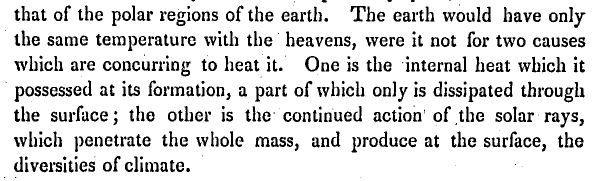 that of the polar regions of the earth. The earth would have only
the same temperature with the heavens, were it not for two causes
which are concurring to heat it. One is the internal heat which it
possessed at its formation, a part of which only is dissipated through
the surface; the other is the continued action of the solar rays,
which penetrate the whole mass, and produce at the surface, the
diversities of climate.